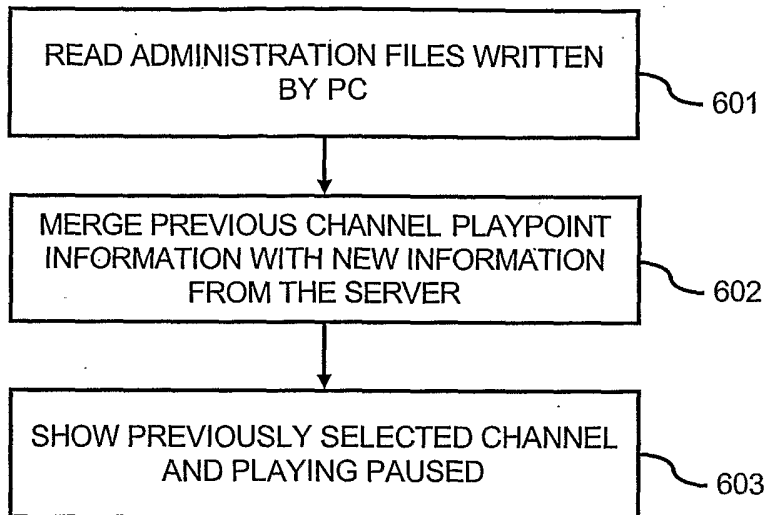 READ ADMINISTRATION FILES WRITTEN
BY PC
601
MERGE PREVIOUS CHANNEL PLAYPOINT
INFORMATION WITH NEW INFORMATION
FROM THE SERVER
602
SHOW PREVIOUSLY SELECTED CHANNEL
AND PLAYING PAUSED
603